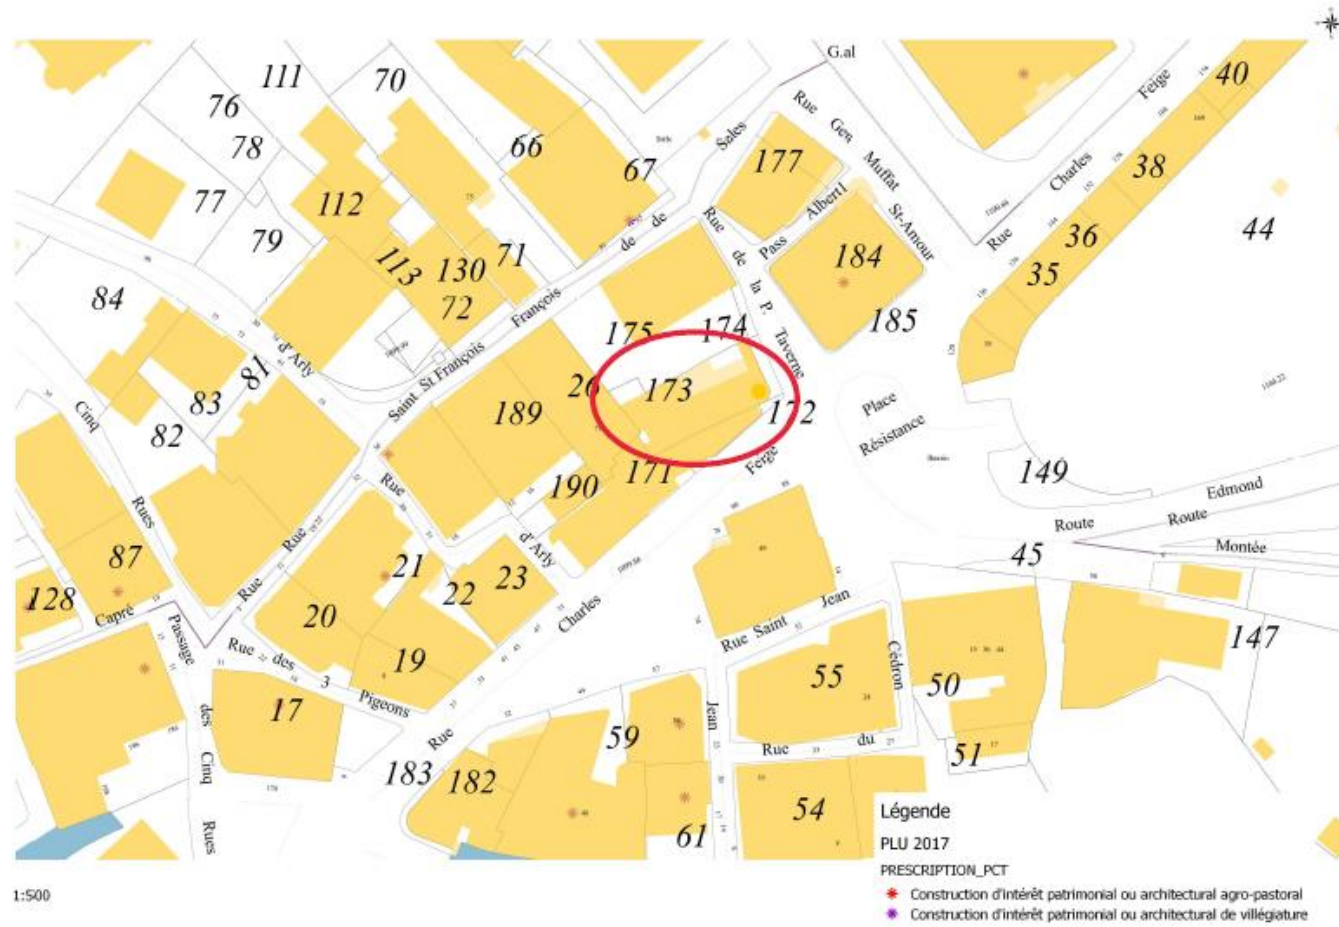 G.al
40
111
70
76
78
66
67
Sales
Rue Gen. Muffat St-Amour
Feige
Charles
Rue
177
38
77
79
112
113
130
71
72
de
de
Rue de la P. Taverne
Pass Alberti
184
185
36
35
44
84
François
175
174
26
173
172
81
d'Arly
83
82
Saint St François
189
Place
Résistance
Cinq
Rues
190
171
Ferge
149
Edmond
Route
Route
Montée
45
87
128
Capré
Rue
Rue
d'Arly
21
22
23
20
19
Charles
Rue Saint Jean
Cédron
147
Passage
des
Cinq
Rues
Rue des 3 Pigeons
17
55
50
51
Jean
Rue
59
Rue du
183
182
61
54
Légende
PLU 2017
PRESCRIPTION_PCT
Construction d'intérêt patrimonial ou architectural agro-pastoral
Construction d'intérêt patrimonial ou architectural de villégiature
1:500